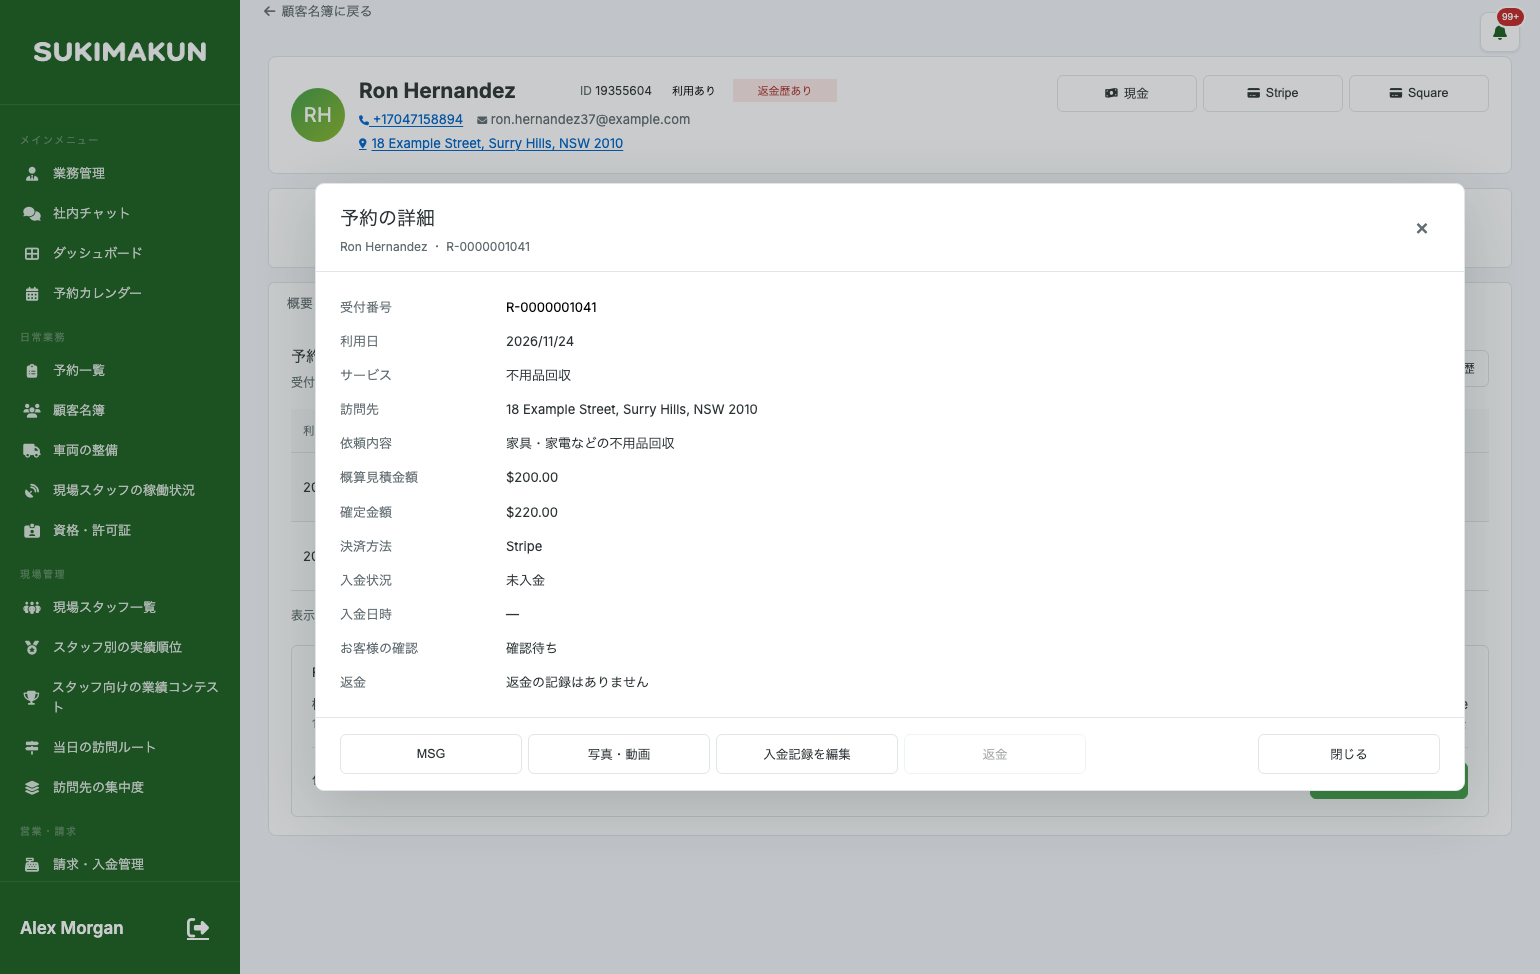 SUKIMAKUN
メインメニュー
業務管理
社内チャット
ダッシュボード
予約カレンダー
日常業務
予約一覧
顧客名簿
車両の整備
現場スタッフの稼働状況
資格・許可証
現場管理
現場スタッフ一覧
スタッフ別の実績順位
スタッフ向けの業績コンテス
ト
当日の訪問ルート
訪問先の集中度
営業・請求
請求・入金管理
Alex Morgan
顧客名簿に戻る
99+
RH
Ron Hernandez
ID 19355604 利用あり 返金歴あり
現金 Stripe Square
+17047158894 ron.hernandez37@example.com
18 Example Street, Surry Hills, NSW 2010
概要
予約
受付
歴
利
20
20
表示
予約の詳細
Ron Hernandez ・ R-0000001041
受付番号 R-0000001041
利用日 2026/11/24
サービス 不用品回収
訪問先 18 Example Street, Surry Hills, NSW 2010
依頼内容 家具・家電などの不用品回収
概算見積金額 $200.00
確定金額 $220.00
決済方法 Stripe
入金状況 未入金
入金日時 —
お客様の確認 確認待ち
返金 返金の記録はありません
MSG 写真・動画 入金記録を編集 返金 閉じる